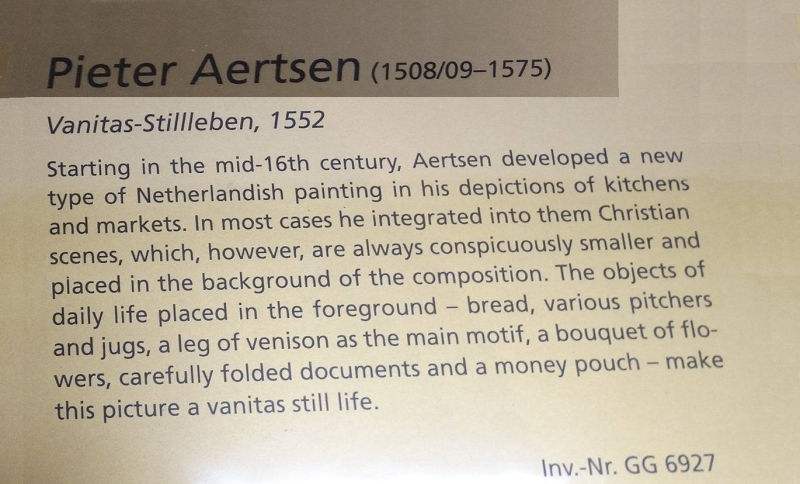 Pieter Aertsen (1508/09–1575)
Vanitas-Stillleben, 1552
Starting in the mid-16th century, Aertsen developed a new
type of Netherlandish painting in his depictions of kitchens
and markets. In most cases he integrated into them Christian
scenes, which, however, are always conspicuously smaller and
placed in the background of the composition. The objects of
daily life placed in the foreground – bread, various pitchers
and jugs, a leg of venison as the main motif, a bouquet of flo-
wers, carefully folded documents and a money pouch – make
this picture a vanitas still life.
Inv.-Nr. GG 6927